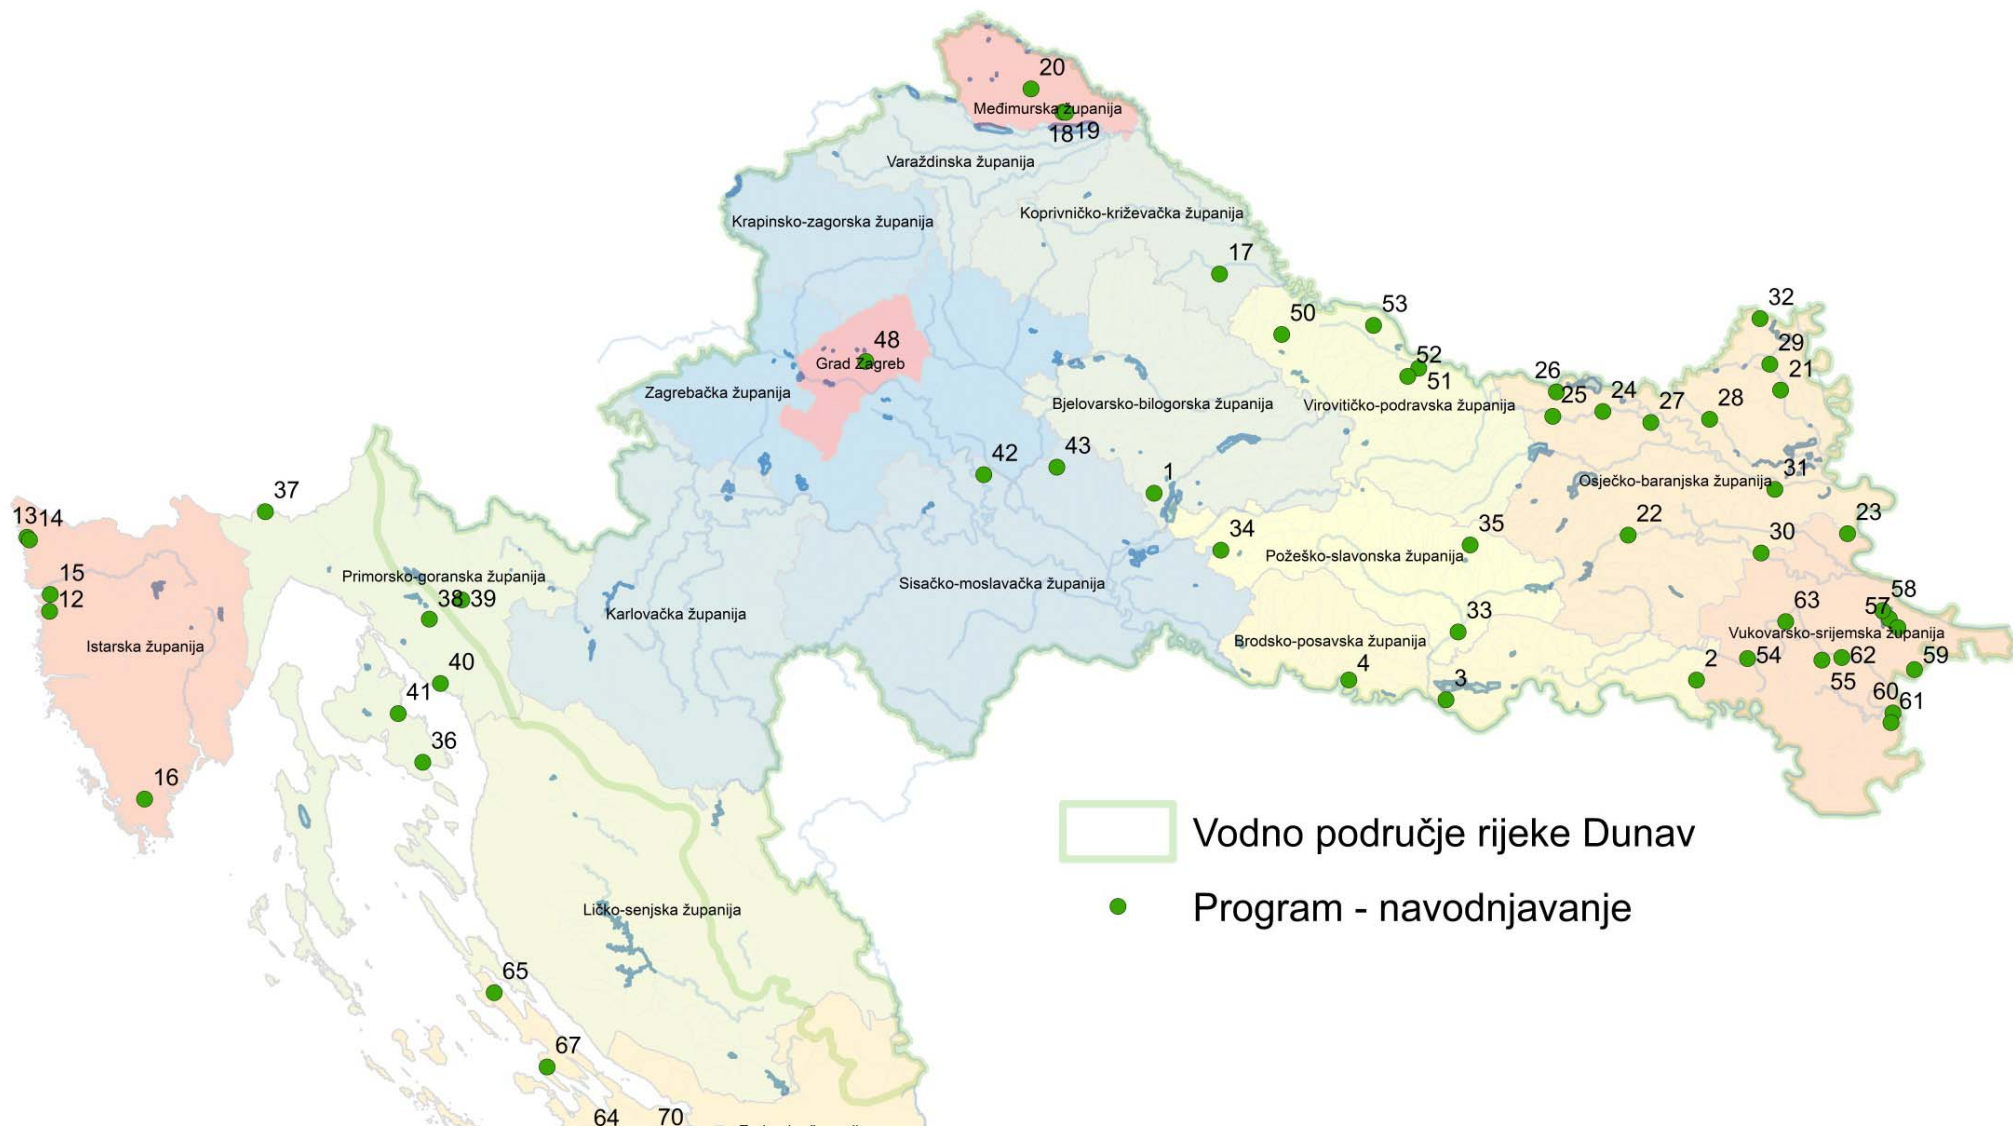 20
Međimurska županija
18 19
Varaždinska županija
Koprivničko-križevačka županija
Krapinsko-zagorska županija
17
32
53
50
48
29
Grad Zagreb
52
21
26
51
Zagrebačka županija
25
24
27
28
Bjelovarsko-bilogorska županija
Virovitičko-podravska županija
42
43
1
31
Osječko-baranjska županija
37
13 14
22
23
34
35
30
Požeško-slavonska županija
15
12
Primorsko-goranska županija
38 39
Sisačko-moslavačka županija
58
57
63
33
Karlovačka županija
Istarska županija
Brodsko-posavska županija
Vukovarsko-srijemska županija
4
2
54
62
59
40
3
55
60
61
41
36
16
Vodno područje rijeke Dunav
Program - navodnjavanje
Ličko-senjska županija
65
67
64
70